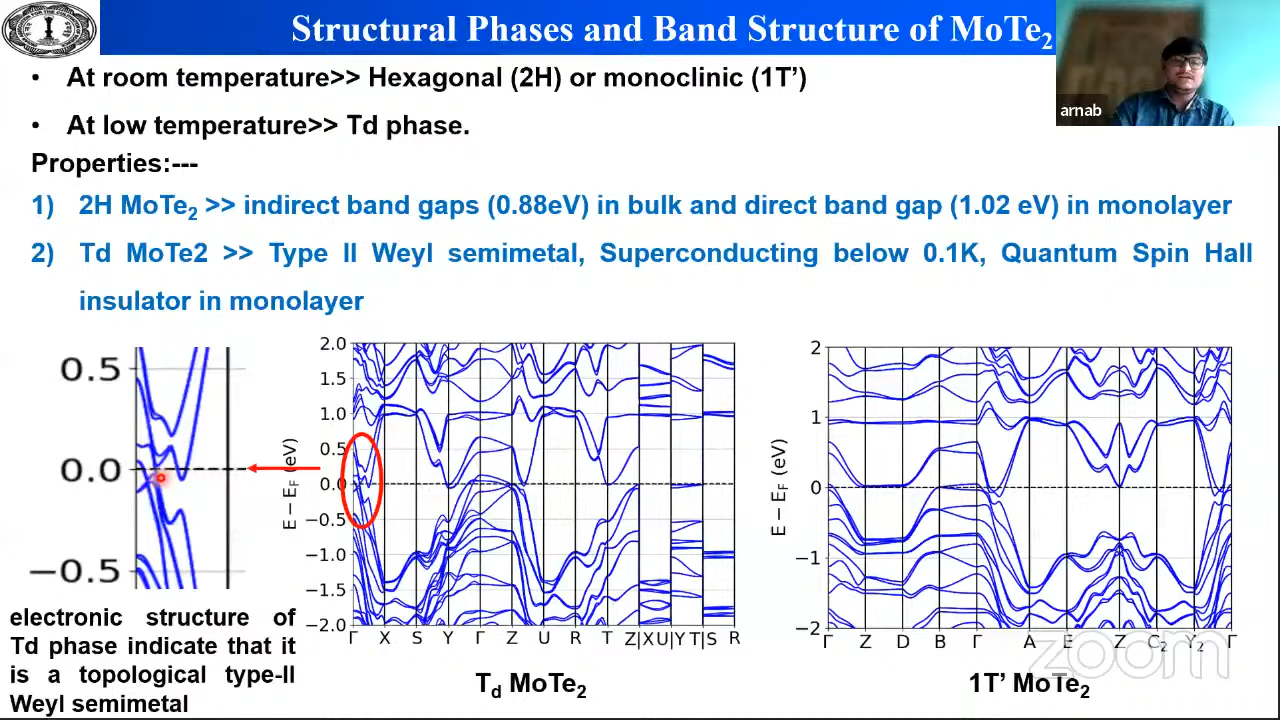 Structural Phases and Band Structure of MoTe2
• At room temperature>> Hexagonal (2H) or monoclinic (1T’)
arnab
• At low temperature>> Td phase.
Properties:---
1) 2H MoTe2 >> indirect band gaps (0.88eV) in bulk and direct band gap (1.02 eV) in monolayer
2) Td MoTe2 >> Type II Weyl semimetal, Superconducting below 0.1K, Quantum Spin Hall
insulator in monolayer
0.5
0.0
−0.5
E − EF (eV)
2.0
1.5
1.0
0.5
0.0
−0.5
−1.0
−1.5
−2.0
Γ X S Y Γ Z U R T Z|X U|Y T|S R
E − EF (eV)
2
1
0
−1
−2
Γ Z D B Γ A E Z C2 Y2 Γ
electronic structure of
Td phase indicate that it
is a topological type-II
Weyl semimetal
Td MoTe2
1T’ MoTe2
zoom